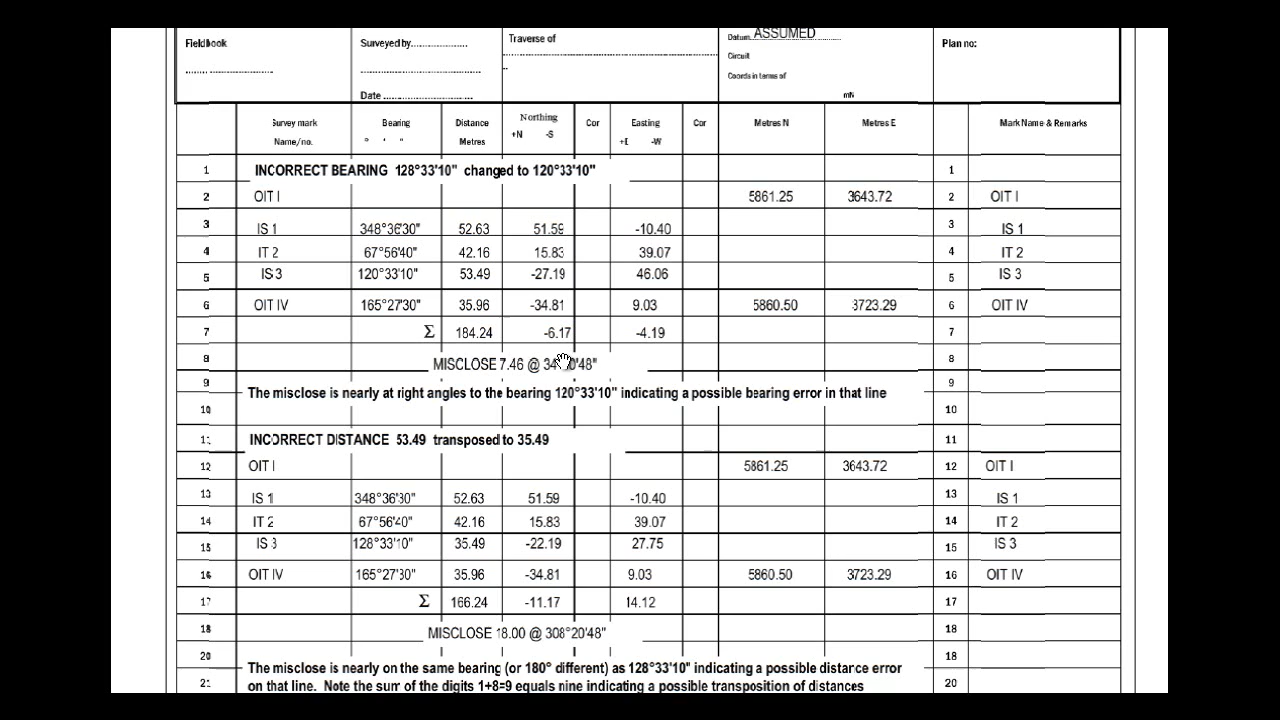 Fieldbook Surveyed by.................... Traverse of Datum ASSUMED Plan no:
Circuit
Coords in terms of
Date ................................ mN
Survey mark Bearing Distance Northing Cor Easting Cor Metres N Metres E Mark Name & Remarks
Name/no. ° ' " Metres +N -S +E -W
1 INCORRECT BEARING 128°33'10" changed to 120°33'10" 1
2 OIT I 5861.25 3643.72 2 OIT I
3 IS 1 348°36'30" 52.63 51.59 -10.40 3 IS 1
4 IT 2 67°56'40" 42.16 15.83 39.07 4 IT 2
5 IS 3 120°33'10" 53.49 -27.19 46.06 5 IS 3
6 OIT IV 165°27'30" 35.96 -34.81 9.03 5860.50 3723.29 6 OIT IV
7 Σ 184.24 -6.17 -4.19 7
8 MISCLOSE 7.46 @ 8
9 The misclose is nearly at right angles to the bearing 120°33'10" indicating a possible bearing error in that line 9
10 10
11 INCORRECT DISTANCE 53.49 transposed to 35.49 11
12 OIT I 5861.25 3643.72 12 OIT I
13 IS 1 348°36'30" 52.63 51.59 -10.40 13 IS 1
14 IT 2 67°56'40" 42.16 15.83 39.07 14 IT 2
15 IS 3 128°33'10" 35.49 -22.19 27.75 15 IS 3
16 OIT IV 165°27'30" 35.96 -34.81 9.03 5860.50 3723.29 16 OIT IV
17 Σ 166.24 -11.17 14.12 17
18 MISCLOSE 18.00 @ 308°20'48" 18
20 The misclose is nearly on the same bearing (or 180° different) as 128°33'10" indicating a possible distance error 18
21 on that line. Note the sum of the digits 1+8=9 equals nine indicating a possible transposition of distances 20